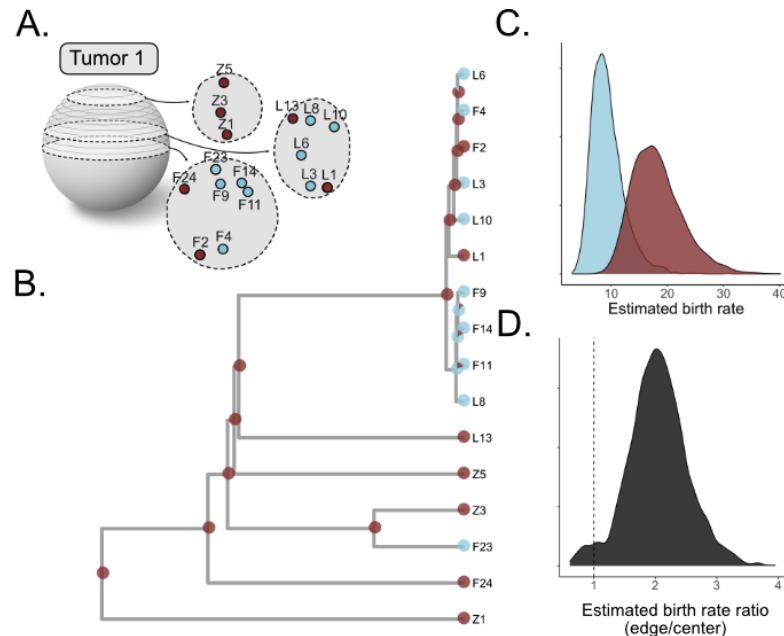 A.
Tumor 1
Z5
Z3
Z1
L13
L8
L10
L6
L3
L1
F23
F24
F9
F14
F11
F2
F4
B.
L6
F4
F2
L3
L10
L1
F9
F14
F11
L8
L13
Z5
Z3
F23
F24
Z1
C.
10 20 30 40
Estimated birth rate
D.
1 2 3 4
Estimated birth rate ratio
(edge/center)